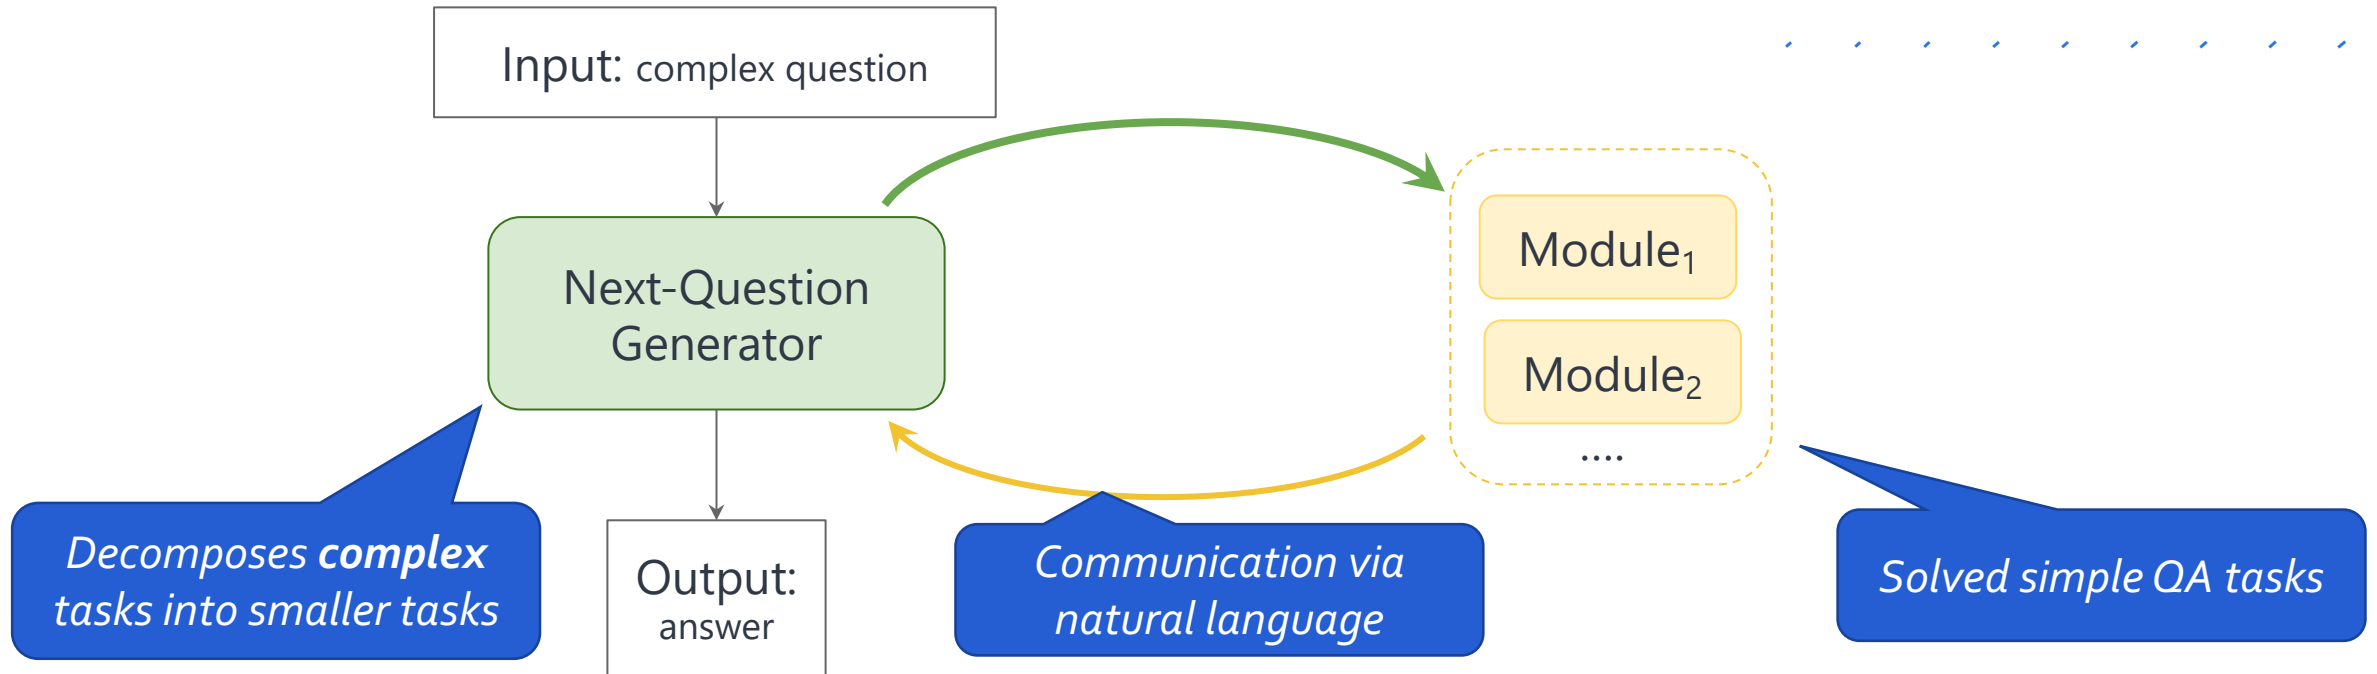 Input: complex question
Next-Question
Generator
Module₁
Module₂
....
Decomposes complex
tasks into smaller tasks
Output:
answer
Communication via
natural language
Solved simple QA tasks